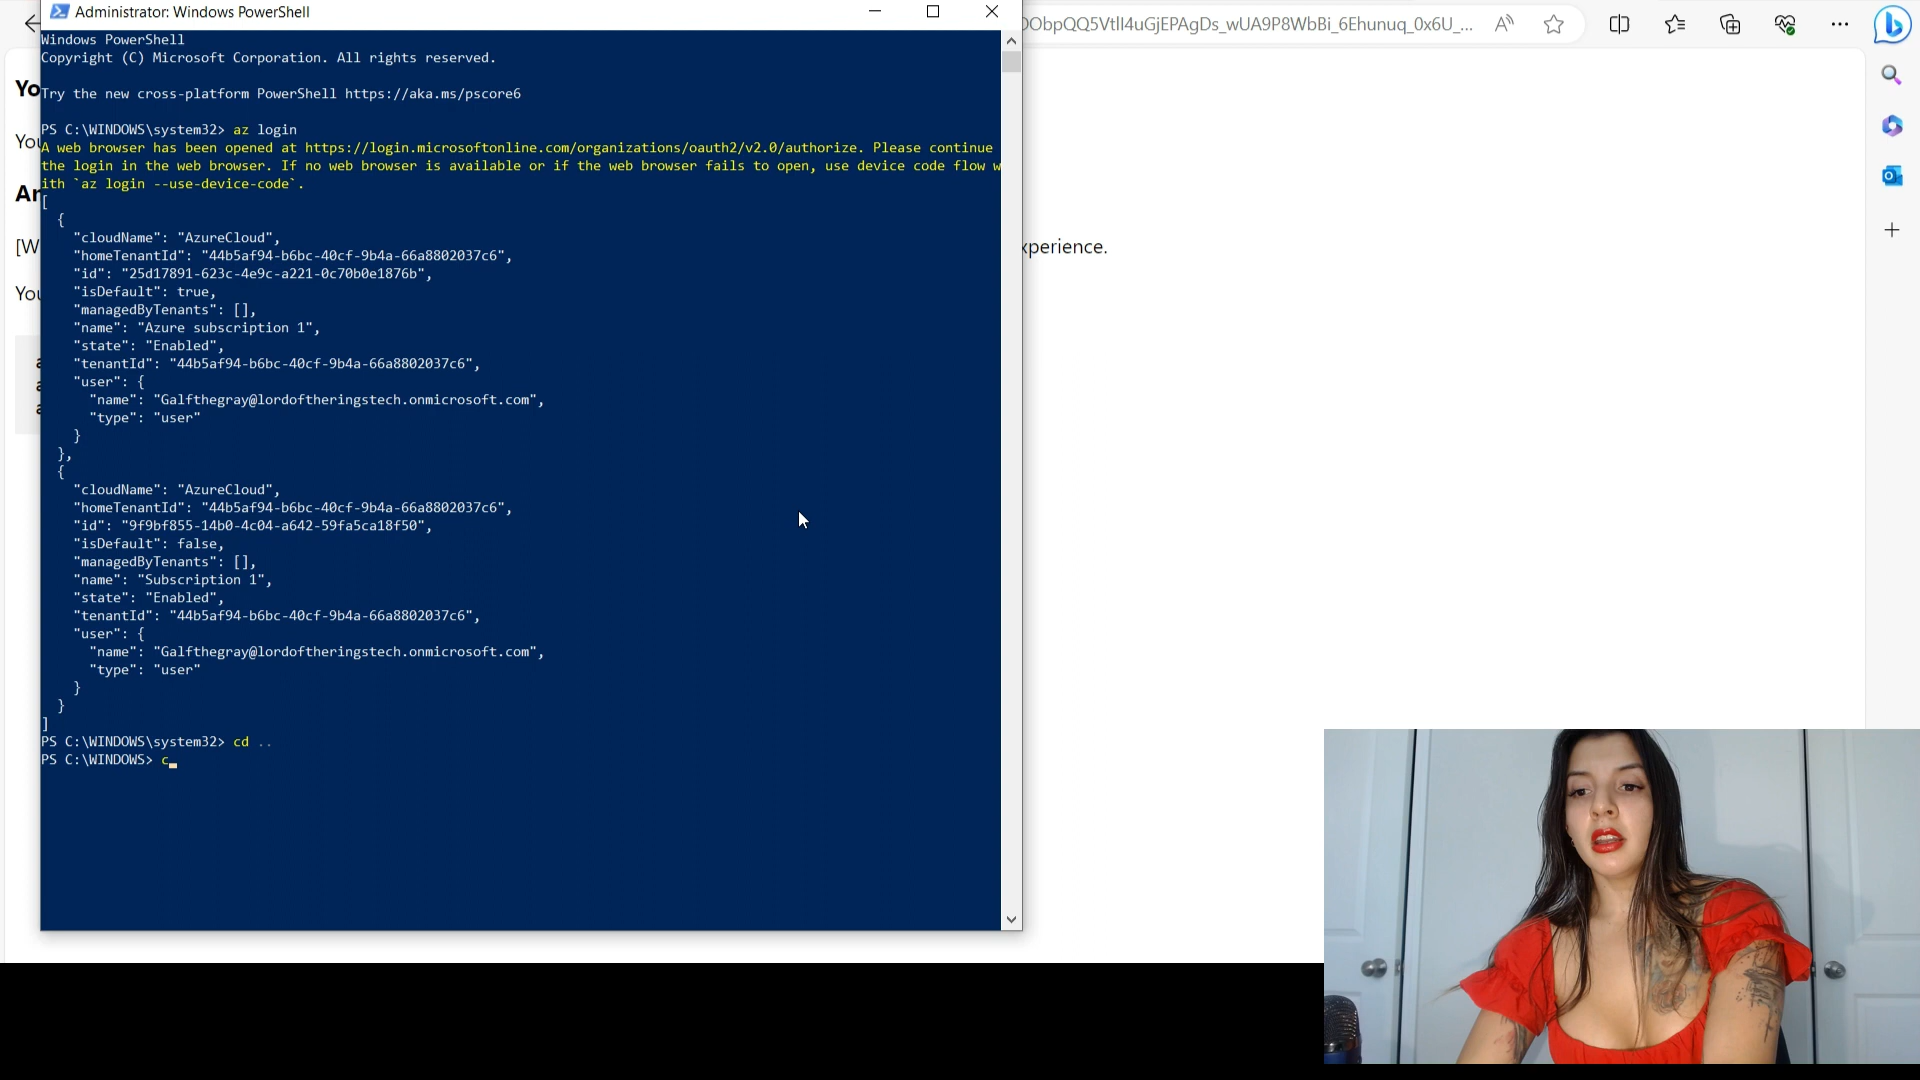 Administrator: Windows PowerShell
Windows PowerShell
Copyright (C) Microsoft Corporation. All rights reserved.
Try the new cross-platform PowerShell https://aka.ms/pscore6
PS C:\WINDOWS\system32> az login
A web browser has been opened at https://login.microsoftonline.com/organizations/oauth2/v2.0/authorize. Please continue
the login in the web browser. If no web browser is available or if the web browser fails to open, use device code flow w
ith `az login --use-device-code`.
[
{
"cloudName": "AzureCloud",
"homeTenantId": "44b5af94-b6bc-40cf-9b4a-66a8802037c6",
"id": "25d17891-623c-4e9c-a221-0c70b0e1876b",
"isDefault": true,
"managedByTenants": [],
"name": "Azure subscription 1",
"state": "Enabled",
"tenantId": "44b5af94-b6bc-40cf-9b4a-66a8802037c6",
"user": {
"name": "Galfthegray@lordoftheringstech.onmicrosoft.com",
"type": "user"
}
},
{
"cloudName": "AzureCloud",
"homeTenantId": "44b5af94-b6bc-40cf-9b4a-66a8802037c6",
"id": "9f9bf855-14b0-4c04-a642-59fa5ca18f50",
"isDefault": false,
"managedByTenants": [],
"name": "Subscription 1",
"state": "Enabled",
"tenantId": "44b5af94-b6bc-40cf-9b4a-66a8802037c6",
"user": {
"name": "Galfthegray@lordoftheringstech.onmicrosoft.com",
"type": "user"
}
}
]
PS C:\WINDOWS\system32> cd ..
PS C:\WINDOWS> c_
Yo
You
Ar
[W
xperience.
You